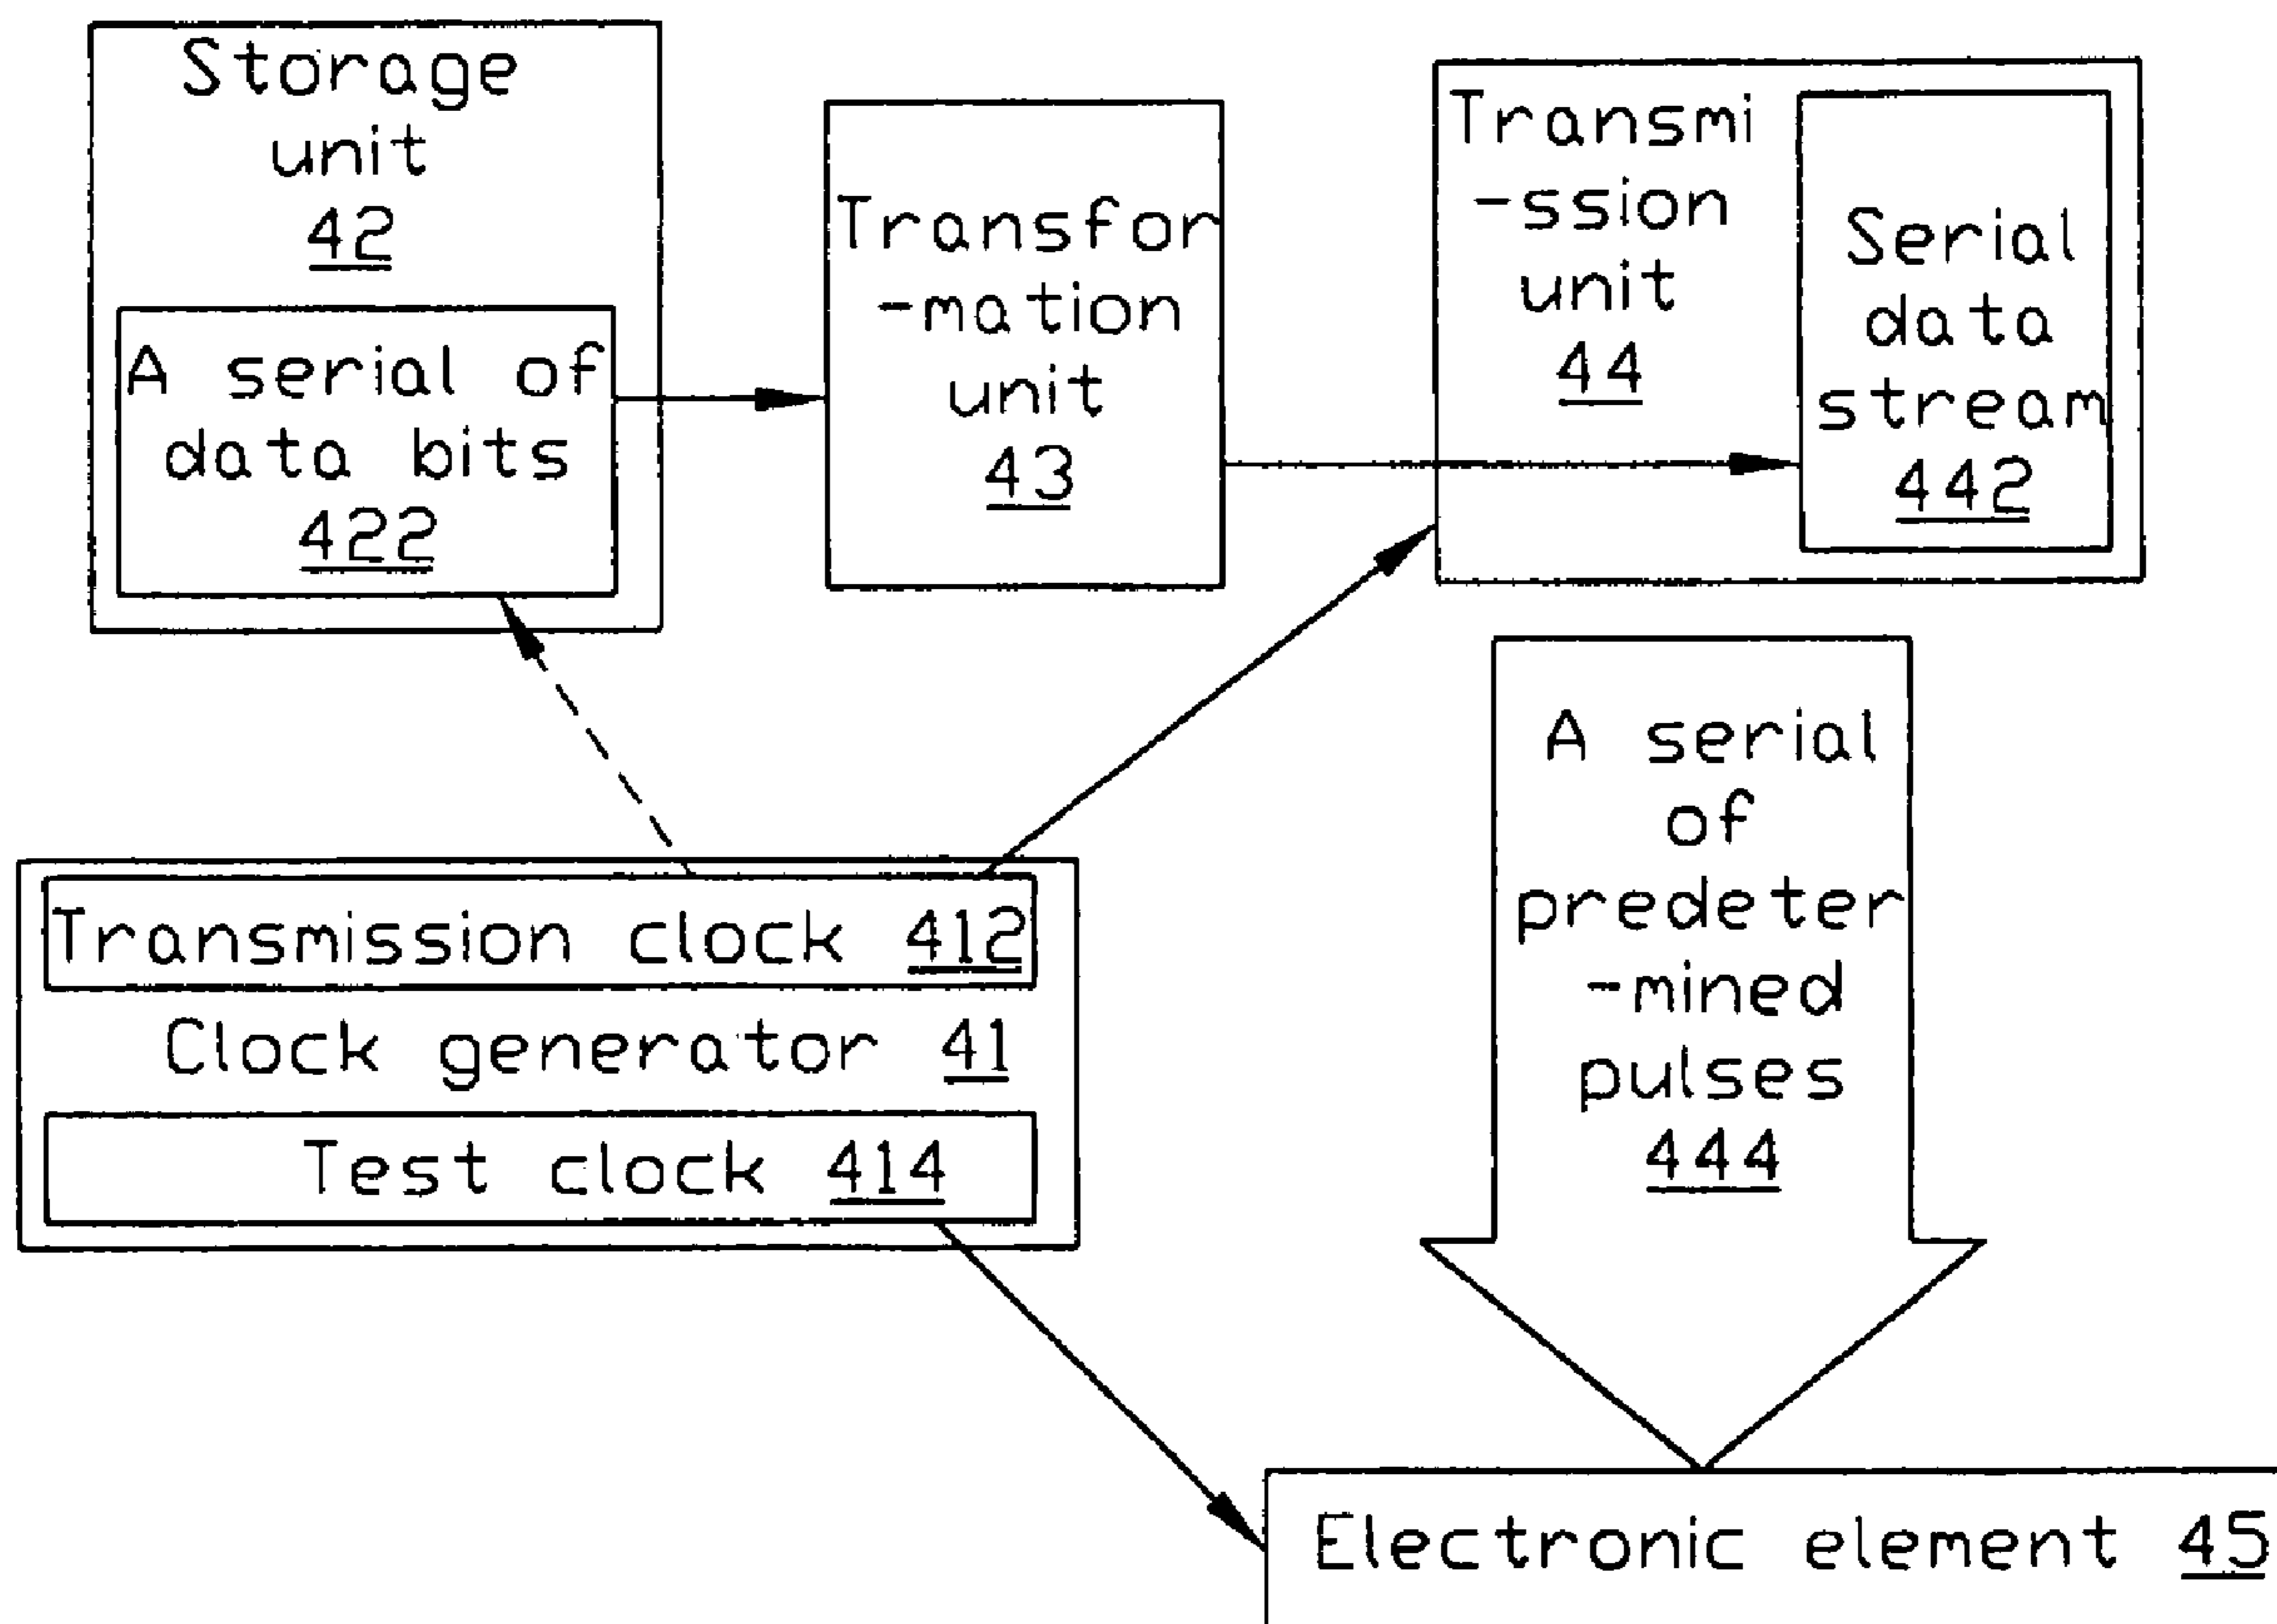 Storage
unit
42
A serial of
data bits
422
Transfor
-mation
unit
43
Transmi
-ssion
unit
44
Serial
data
stream
442
Transmission clock 412
Clock generator 41
Test clock 414
A serial
of
predeter
-mined
pulses
444
Electronic element 45